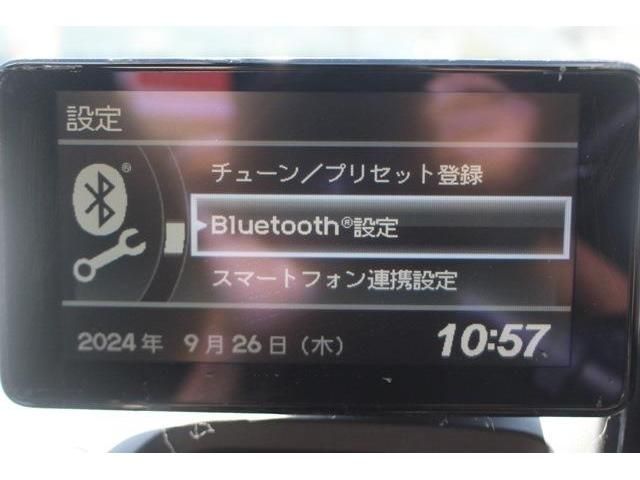 設定
チューン／プリセット登録
Bluetooth®設定
スマートフォン連携設定
2024年 9月26日（木） 10:57